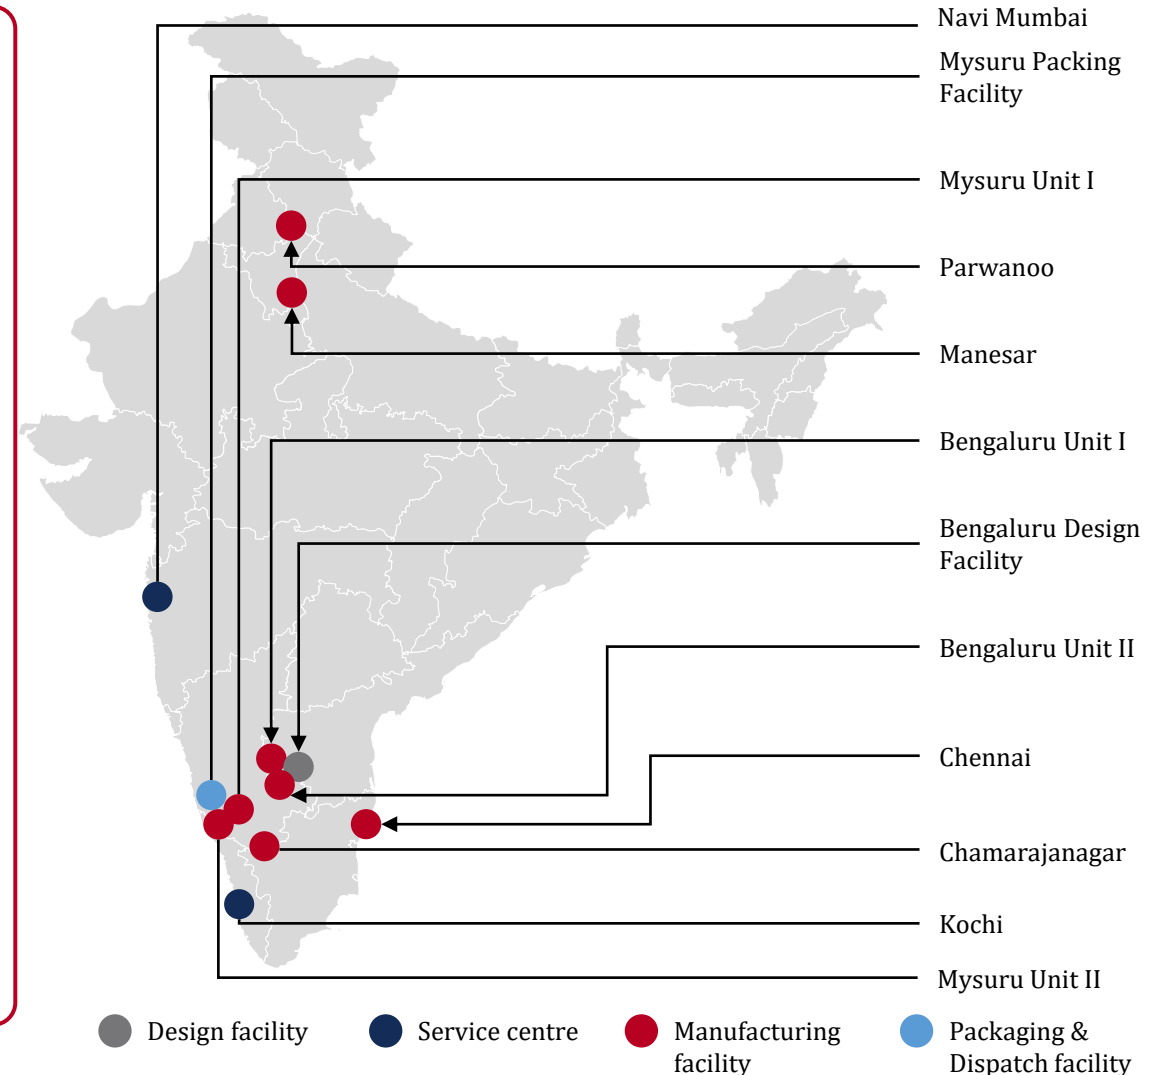 Navi Mumbai
Mysuru Packing
Facility
Mysuru Unit I
Parwanoo
Manesar
Bengaluru Unit I
Bengaluru Design
Facility
Bengaluru Unit II
Chennai
Chamarajanagar
Kochi
Mysuru Unit II
Design facility
Service centre
Manufacturing
facility
Packaging &
Dispatch facility